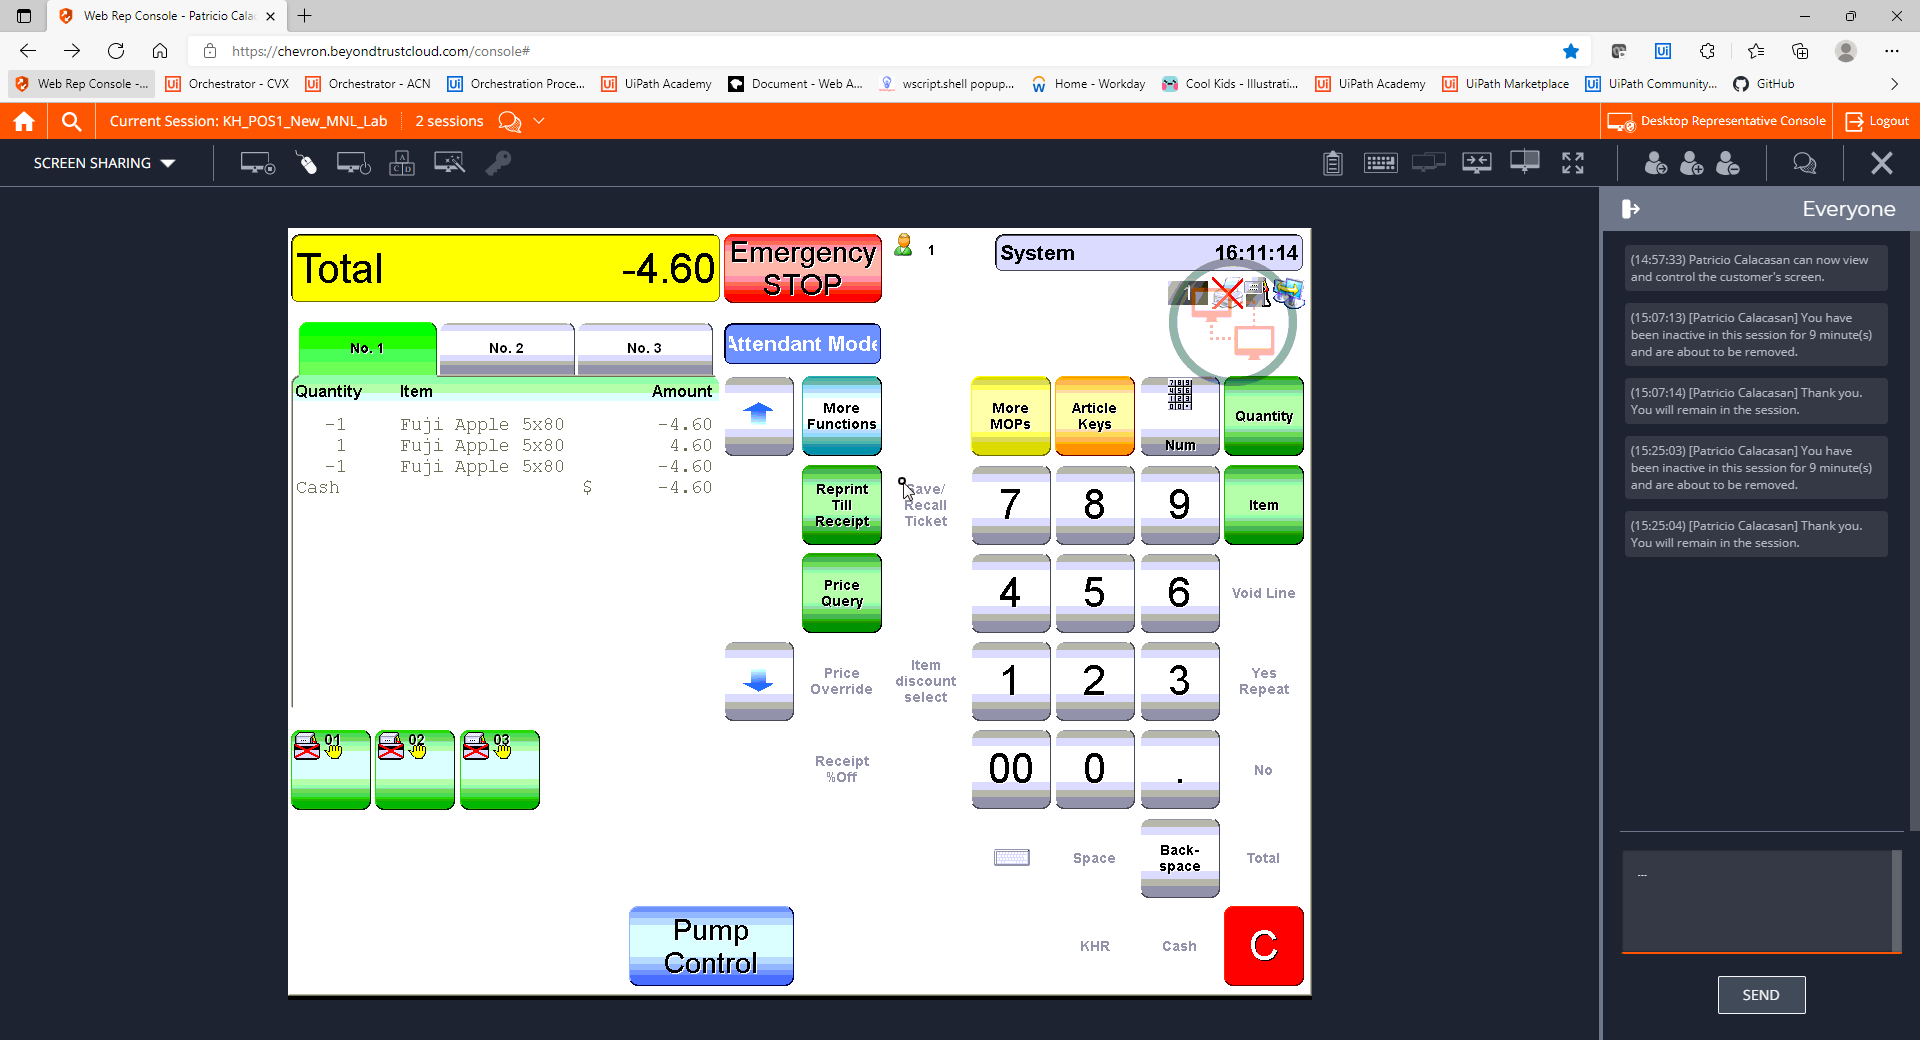 Web Rep Console - Patricio Cala
https://chevron.beyondtrustcloud.com/console#
Web Rep Console -...
Orchestrator - CVX
Orchestrator - ACN
Orchestration Proce...
UiPath Academy
Document - Web A...
wscript.shell popup...
Home - Workday
Cool Kids - Illustrati...
UiPath Academy
UiPath Marketplace
UiPath Community...
GitHub
Current Session: KH_POS1_New_MNL_Lab
2 sessions
Desktop Representative Console
Logout
SCREEN SHARING
Everyone
(14:57:33) Patricio Calacasan can now view
and control the customer's screen.
(15:07:13) [Patricio Calacasan] You have
been inactive in this session for 9 minute(s)
and are about to be removed.
(15:07:14) [Patricio Calacasan] Thank you.
You will remain in the session.
(15:25:03) [Patricio Calacasan] You have
been inactive in this session for 9 minute(s)
and are about to be removed.
(15:25:04) [Patricio Calacasan] Thank you.
You will remain in the session.
...
SEND
Total -4.60
Emergency
STOP
1
System 16:11:14
1
No. 1
No. 2
No. 3
Attendant Mode
Quantity Item Amount
-1 Fuji Apple 5x80 -4.60
1 Fuji Apple 5x80 4.60
-1 Fuji Apple 5x80 -4.60
Cash $ -4.60
More
Functions
More
MOPs
Article
Keys
Num
Quantity
Reprint
Till
Receipt
Save/
Recall
Ticket
7
8
9
Item
Price
Query
4
5
6
Void Line
Price
Override
Item
discount
select
1
2
3
Yes
Repeat
01
02
03
Receipt
%Off
00
0
.
No
Space
Back-
space
Total
Pump
Control
KHR
Cash
C